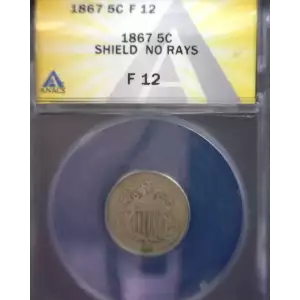 1867 5C F 12
1867 5C
SHIELD NO RAYS
F 12
ANACS